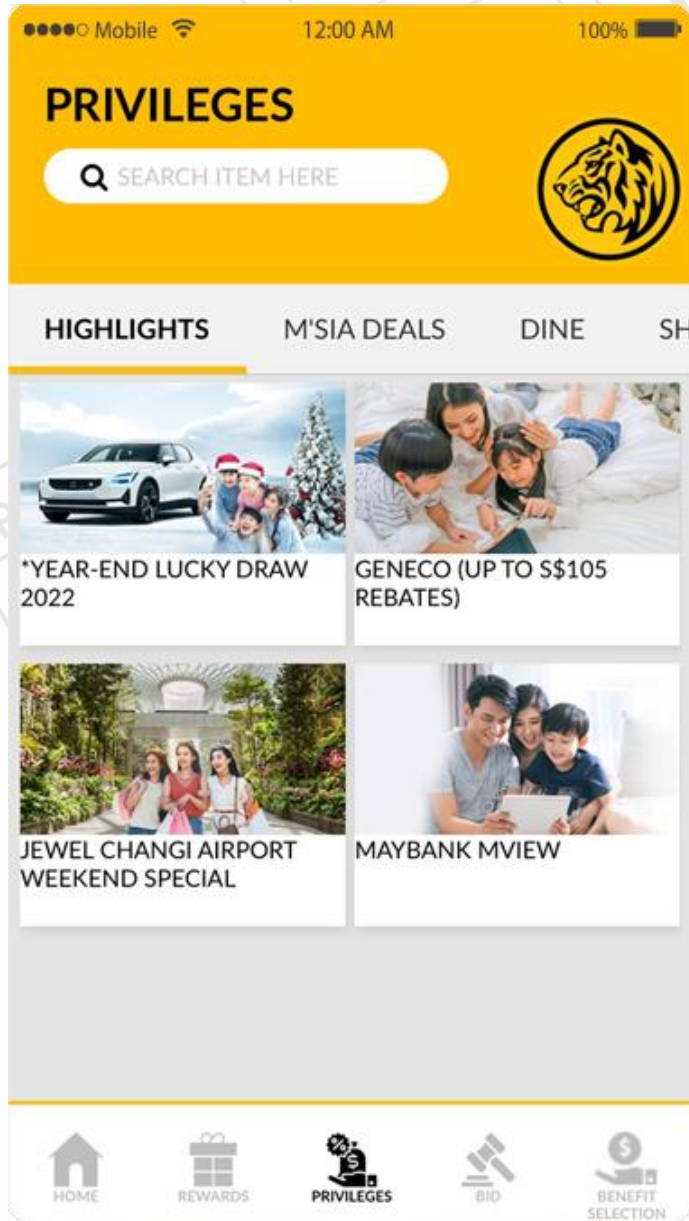 Mobile 12:00 AM 100%
PRIVILEGES
SEARCH ITEM HERE
HIGHLIGHTS M'SIA DEALS DINE SH
*YEAR-END LUCKY DRAW
2022
GENECO (UP TO S$105
REBATES)
JEWEL CHANGI AIRPORT
WEEKEND SPECIAL
MAYBANK MVIEW
HOME REWARDS PRIVILEGES BID BENEFIT
SELECTION